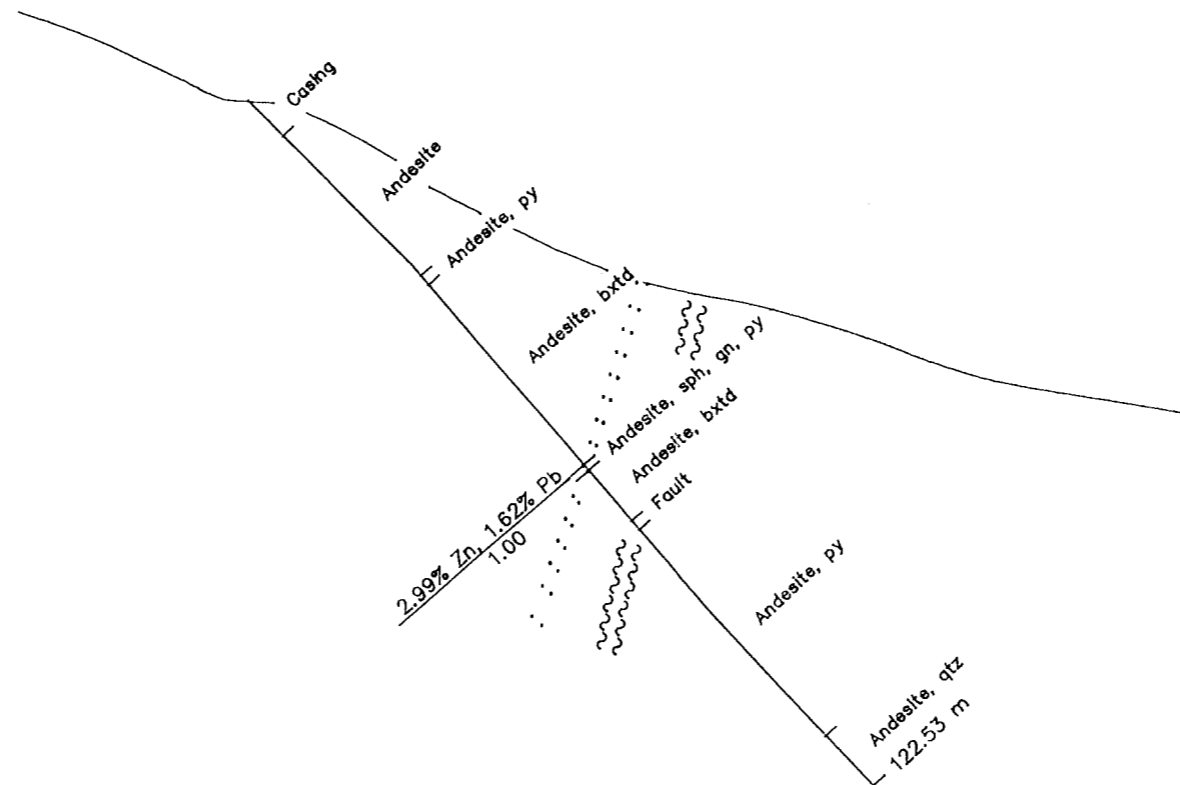 Casing
Andesite
Andesite, py
Andesite, bxtd
Andesite, sph, gn, py
Andesite, bxtd
2.99% Zn, 1.62% Pb
1.00
Fault
Andesite, py
Andesite, qtz
122.53 m